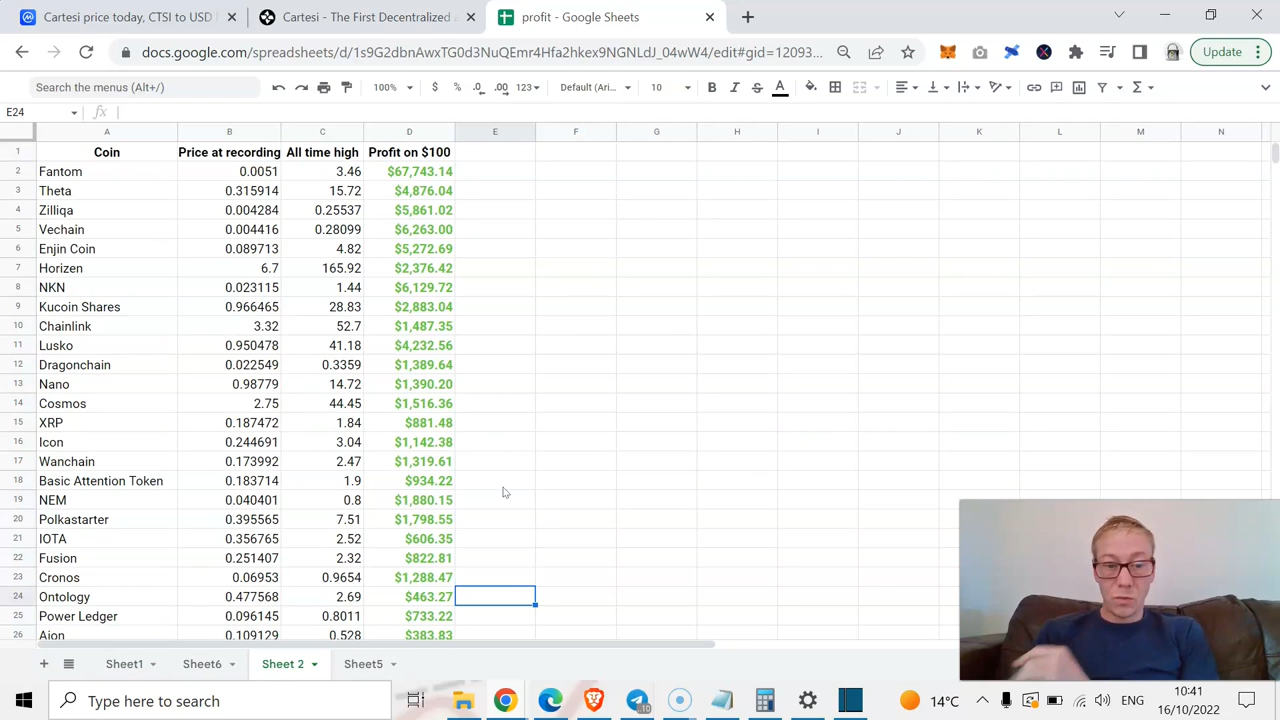 Cartesi price today, CTSI to USD
Cartesi - The First Decentralized a
profit - Google Sheets
docs.google.com/spreadsheets/d/1s9G2dbnAwxTG0d3NuQEmr4Hfa2hkex9NGNLdJ_04wW4/edit#gid=12093...
Update
Search the menus (Alt+/)
100%
$ % .0 .00 123
Default (Ari...
10
B I S A
E24
fx
A B C D E F G H I J K L M N
1 Coin Price at recording All time high Profit on $100
2 Fantom 0.0051 3.46 $67,743.14
3 Theta 0.315914 15.72 $4,876.04
4 Zilliqa 0.004284 0.25537 $5,861.02
5 Vechain 0.004416 0.28099 $6,263.00
6 Enjin Coin 0.089713 4.82 $5,272.69
7 Horizen 6.7 165.92 $2,376.42
8 NKN 0.023115 1.44 $6,129.72
9 Kucoin Shares 0.966465 28.83 $2,883.04
10 Chainlink 3.32 52.7 $1,487.35
11 Lusko 0.950478 41.18 $4,232.56
12 Dragonchain 0.022549 0.3359 $1,389.64
13 Nano 0.98779 14.72 $1,390.20
14 Cosmos 2.75 44.45 $1,516.36
15 XRP 0.187472 1.84 $881.48
16 Icon 0.244691 3.04 $1,142.38
17 Wanchain 0.173992 2.47 $1,319.61
18 Basic Attention Token 0.183714 1.9 $934.22
19 NEM 0.040401 0.8 $1,880.15
20 Polkastarter 0.395565 7.51 $1,798.55
21 IOTA 0.356765 2.52 $606.35
22 Fusion 0.251407 2.32 $822.81
23 Cronos 0.06953 0.9654 $1,288.47
24 Ontology 0.477568 2.69 $463.27
25 Power Ledger 0.096145 0.8011 $733.22
26 Aion 0.109129 0.528 $383.83
Sheet1 Sheet6 Sheet 2 Sheet5
Type here to search
10
14°C
ENG
10:41
16/10/2022